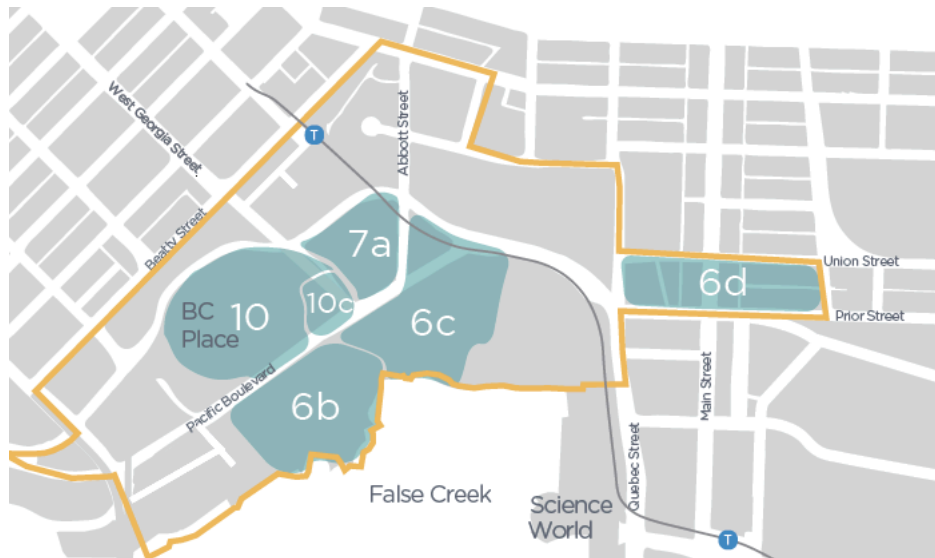 West Georgia Street
T
Abbott Street
Beatty Street
7a
Union Street
6d
10
10c
BC
Place
6c
Prior Street
Pacific Boulevard
Main Street
6b
False Creek
Science
World
Quebec Street
T